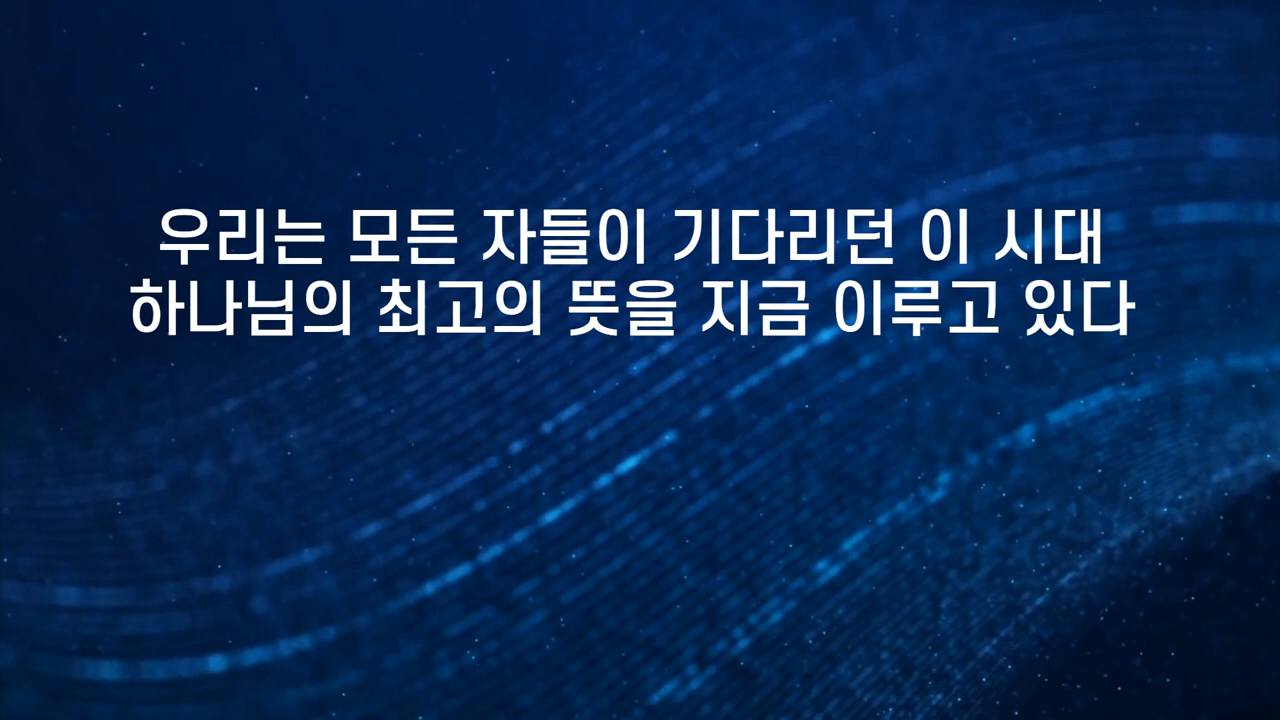 우리는 모든 자들이 기다리던 이 시대
하나님의 최고의 뜻을 지금 이루고 있다